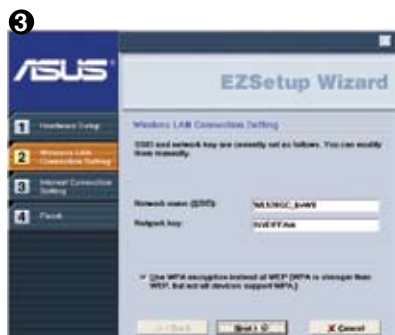 3
ASUS
EZSetup Wizard
1 Hardware Setup
2 Wireless LAN
Connection Setting
3 Internet Connection
Setting
4 Finish
Wireless LAN Connection Setting
SSID and network key are currently set as follows. You can modify
them manually.
Network name (SSID):
Network key:
Use WPA encryption instead of WEP (WPA is stronger than
WEP, but not all devices support WPA.)
< Back
Next >
Cancel